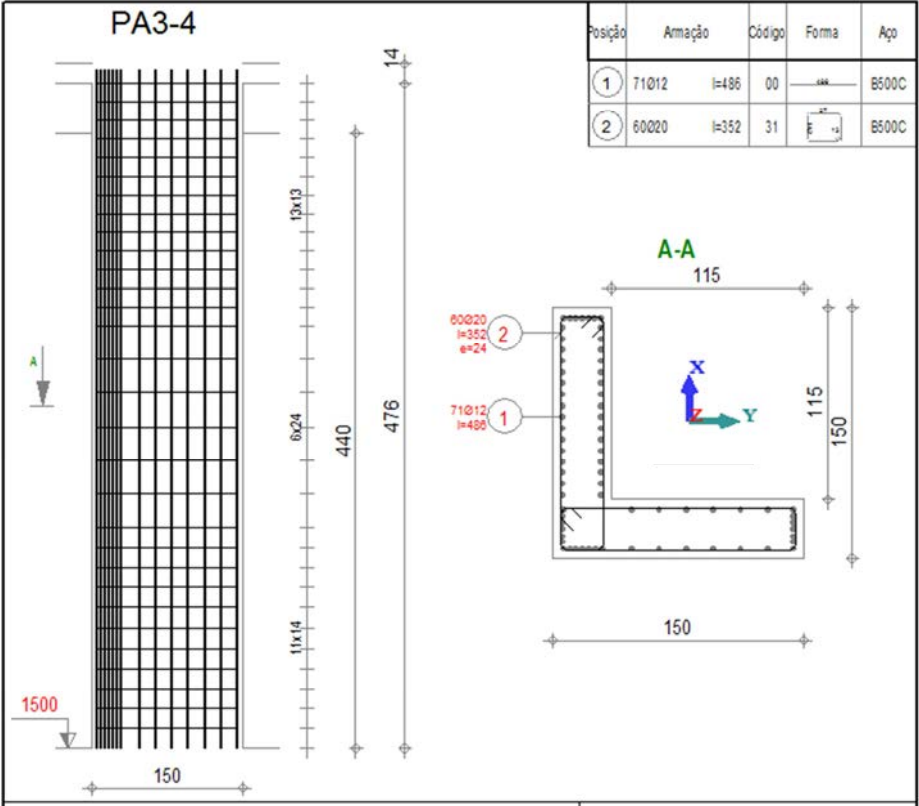 PA3-4
Posição Armação Código Forma Aço
1 71Ø12 l=486 00 486 B500C
2 60Ø20 l=352 31 B500C
14
13x13
A
6x24
440
476
11x14
1500
150
A-A
115
60Ø20
l=352
e=24
2
71Ø12
l=486
1
X
Z
Y
115
150
150